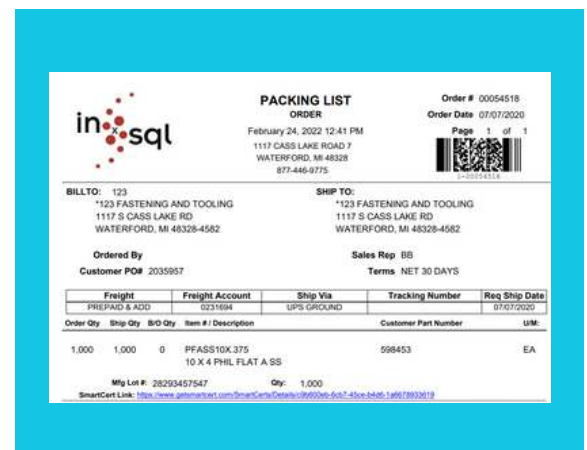 inxsql
PACKING LIST
ORDER
February 24, 2022 12:41 PM
1117 CASS LAKE ROAD 7
WATERFORD, MI 48328
877-446-9775
Order # 00054518
Order Date 07/07/2020
Page 1 of 1
1-00054518
BILLTO: 123
*123 FASTENING AND TOOLING
1117 S CASS LAKE RD
WATERFORD, MI 48328-4582
SHIP TO:
*123 FASTENING AND TOOLING
1117 S CASS LAKE RD
WATERFORD, MI 48328-4582
Ordered By
Customer PO# 2035957
Sales Rep BB
Terms NET 30 DAYS
Freight Freight Account Ship Via Tracking Number Req Ship Date
PREPAID & ADD 0231694 UPS GROUND 07/07/2020
Order Qty Ship Qty B/O Qty Item # / Description Customer Part Number U/M:
1,000 1,000 0 PFASS10X.375 598453 EA
10 X 4 PHIL FLAT A SS
Mfg Lot #: 28293457547 Qty: 1,000
SmartCert Link: